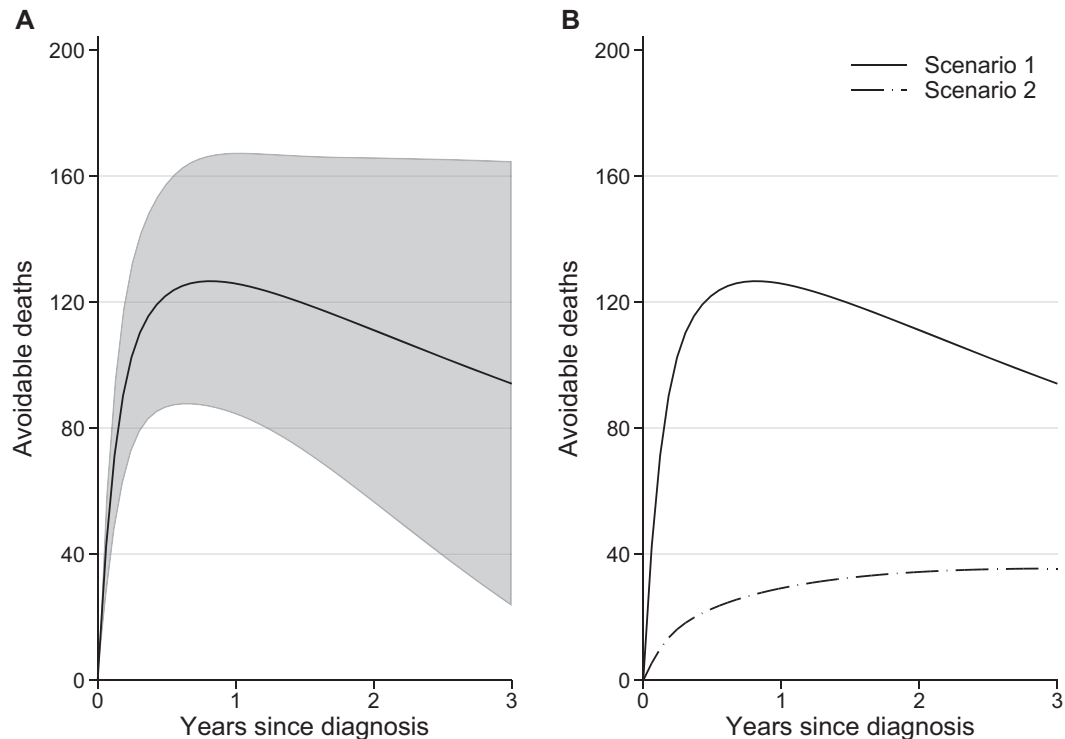 A
200
160
120
80
40
0
0 1 2 3
Avoidable deaths
Years since diagnosis
B
Scenario 1
Scenario 2
200
160
120
80
40
0
0 1 2 3
Avoidable deaths
Years since diagnosis